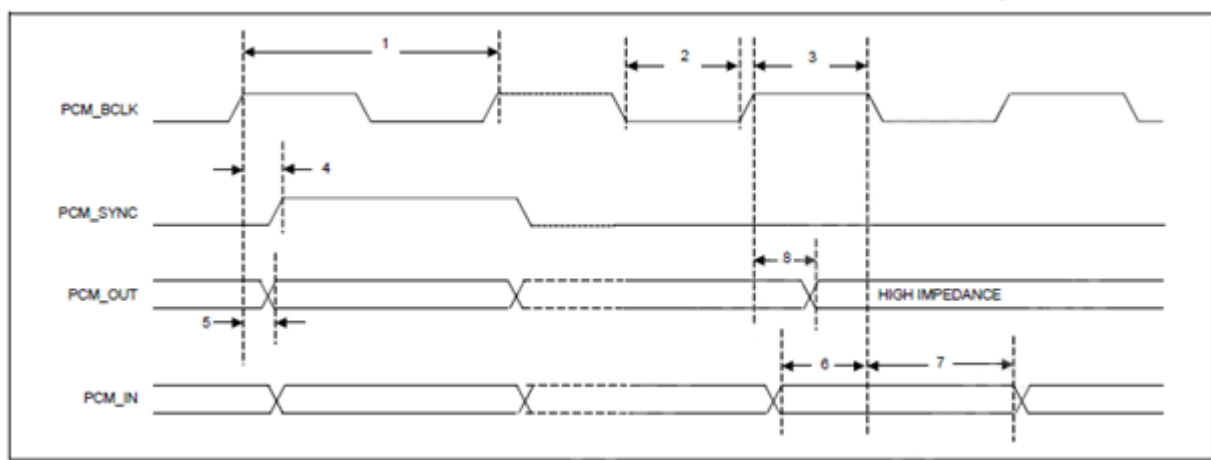 1
2
3
PCM_BCLK
4
PCM_SYNC
8
PCM_OUT
HIGH IMPEDANCE
5
6
7
PCM_IN